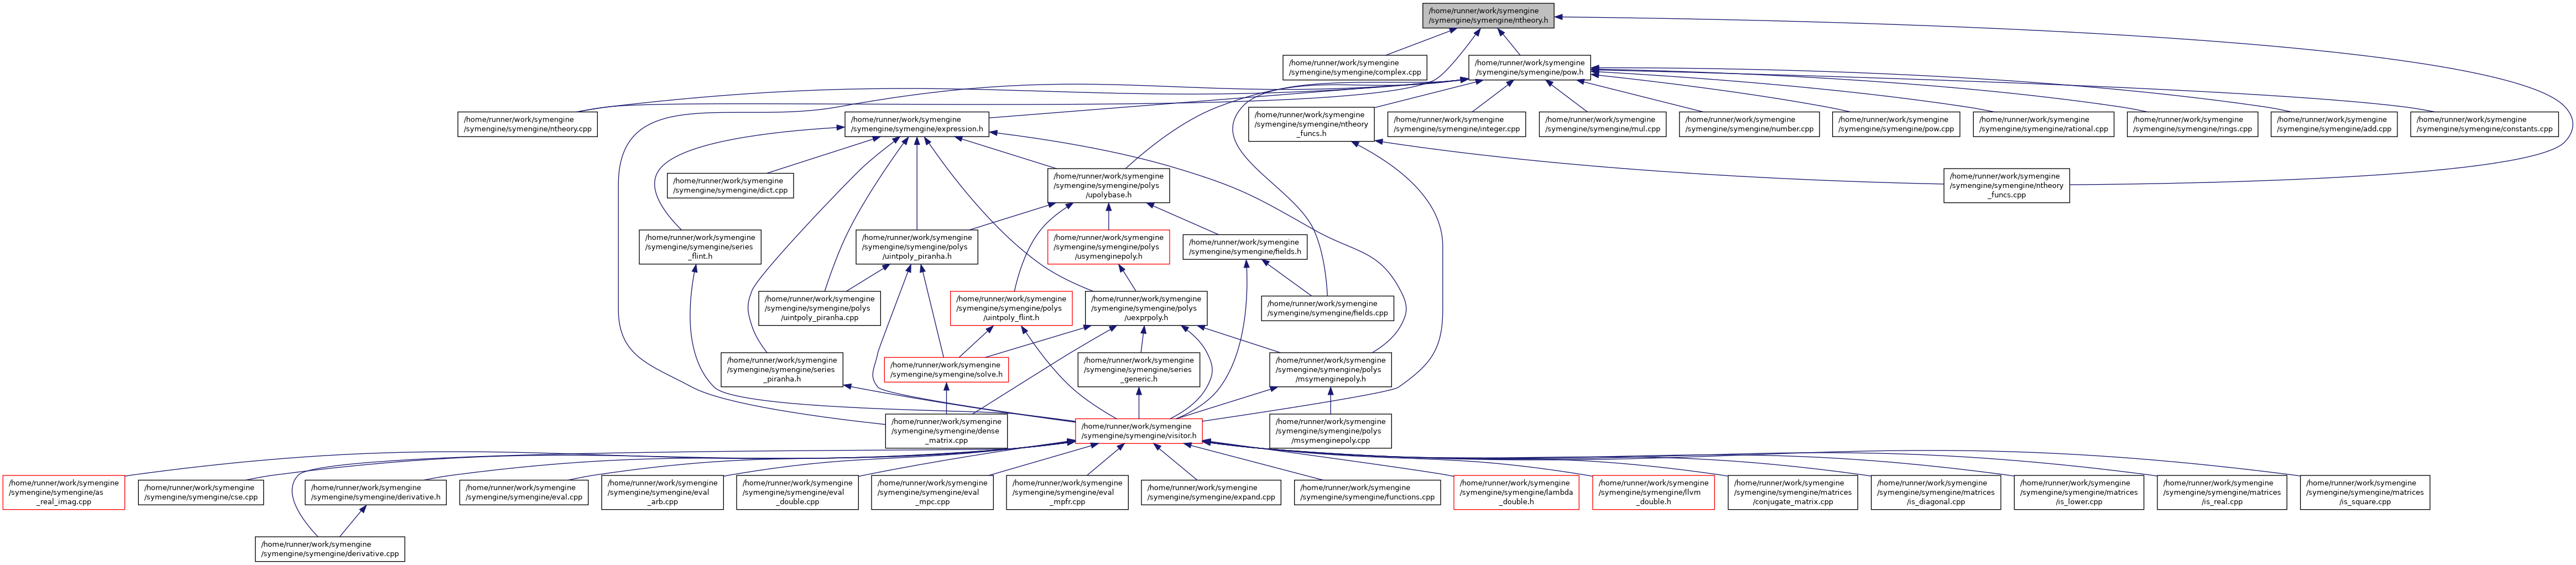 /home/runner/work/symengine
/symengine/symengine/ntheory.h
/home/runner/work/symengine
/symengine/symengine/complex.cpp
/home/runner/work/symengine
/symengine/symengine/pow.h
/home/runner/work/symengine
/symengine/symengine/ntheory.cpp
/home/runner/work/symengine
/symengine/symengine/expression.h
/home/runner/work/symengine
/symengine/symengine/ntheory
_funcs.h
/home/runner/work/symengine
/symengine/symengine/integer.cpp
/home/runner/work/symengine
/symengine/symengine/mul.cpp
/home/runner/work/symengine
/symengine/symengine/number.cpp
/home/runner/work/symengine
/symengine/symengine/pow.cpp
/home/runner/work/symengine
/symengine/symengine/rational.cpp
/home/runner/work/symengine
/symengine/symengine/rings.cpp
/home/runner/work/symengine
/symengine/symengine/add.cpp
/home/runner/work/symengine
/symengine/symengine/constants.cpp
/home/runner/work/symengine
/symengine/symengine/dict.cpp
/home/runner/work/symengine
/symengine/symengine/polys
/upolybase.h
/home/runner/work/symengine
/symengine/symengine/ntheory
_funcs.cpp
/home/runner/work/symengine
/symengine/symengine/series
_flint.h
/home/runner/work/symengine
/symengine/symengine/polys
/uintpoly_piranha.h
/home/runner/work/symengine
/symengine/symengine/polys
/usymenginepoly.h
/home/runner/work/symengine
/symengine/symengine/fields.h
/home/runner/work/symengine
/symengine/symengine/polys
/uintpoly_piranha.cpp
/home/runner/work/symengine
/symengine/symengine/polys
/uintpoly_flint.h
/home/runner/work/symengine
/symengine/symengine/polys
/uexprpoly.h
/home/runner/work/symengine
/symengine/symengine/fields.cpp
/home/runner/work/symengine
/symengine/symengine/series
_piranha.h
/home/runner/work/symengine
/symengine/symengine/solve.h
/home/runner/work/symengine
/symengine/symengine/series
_generic.h
/home/runner/work/symengine
/symengine/symengine/polys
/msymenginepoly.h
/home/runner/work/symengine
/symengine/symengine/dense
_matrix.cpp
/home/runner/work/symengine
/symengine/symengine/visitor.h
/home/runner/work/symengine
/symengine/symengine/polys
/msymenginepoly.cpp
/home/runner/work/symengine
/symengine/symengine/as
_real_imag.cpp
/home/runner/work/symengine
/symengine/symengine/cse.cpp
/home/runner/work/symengine
/symengine/symengine/derivative.h
/home/runner/work/symengine
/symengine/symengine/eval.cpp
/home/runner/work/symengine
/symengine/symengine/eval
_arb.cpp
/home/runner/work/symengine
/symengine/symengine/eval
_double.cpp
/home/runner/work/symengine
/symengine/symengine/eval
_mpc.cpp
/home/runner/work/symengine
/symengine/symengine/eval
_mpfr.cpp
/home/runner/work/symengine
/symengine/symengine/expand.cpp
/home/runner/work/symengine
/symengine/symengine/functions.cpp
/home/runner/work/symengine
/symengine/symengine/lambda
_double.h
/home/runner/work/symengine
/symengine/symengine/llvm
_double.h
/home/runner/work/symengine
/symengine/symengine/matrices
/conjugate_matrix.cpp
/home/runner/work/symengine
/symengine/symengine/matrices
/is_diagonal.cpp
/home/runner/work/symengine
/symengine/symengine/matrices
/is_lower.cpp
/home/runner/work/symengine
/symengine/symengine/matrices
/is_real.cpp
/home/runner/work/symengine
/symengine/symengine/matrices
/is_square.cpp
/home/runner/work/symengine
/symengine/symengine/derivative.cpp